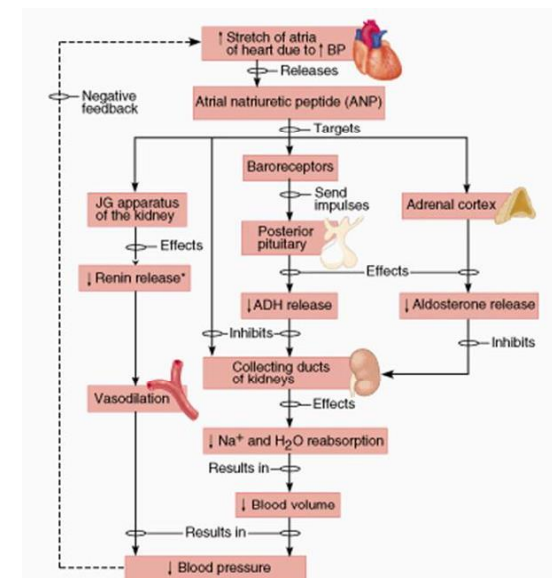 ↑ Stretch of atria
of heart due to ↑ BP
Releases
Negative
feedback
Atrial natriuretic peptide (ANP)
Targets
Baroreceptors
JG apparatus
of the kidney
Send
impulses
Adrenal cortex
Posterior
pituitary
Effects
↓ Renin release*
Effects
↓ADH release
↓ Aldosterone release
Inhibits
Inhibits
Collecting ducts
of kidneys
Vasodilation
Effects
↓ Na⁺ and H₂O reabsorption
Results in
↓ Blood volume
Results in
↓ Blood pressure